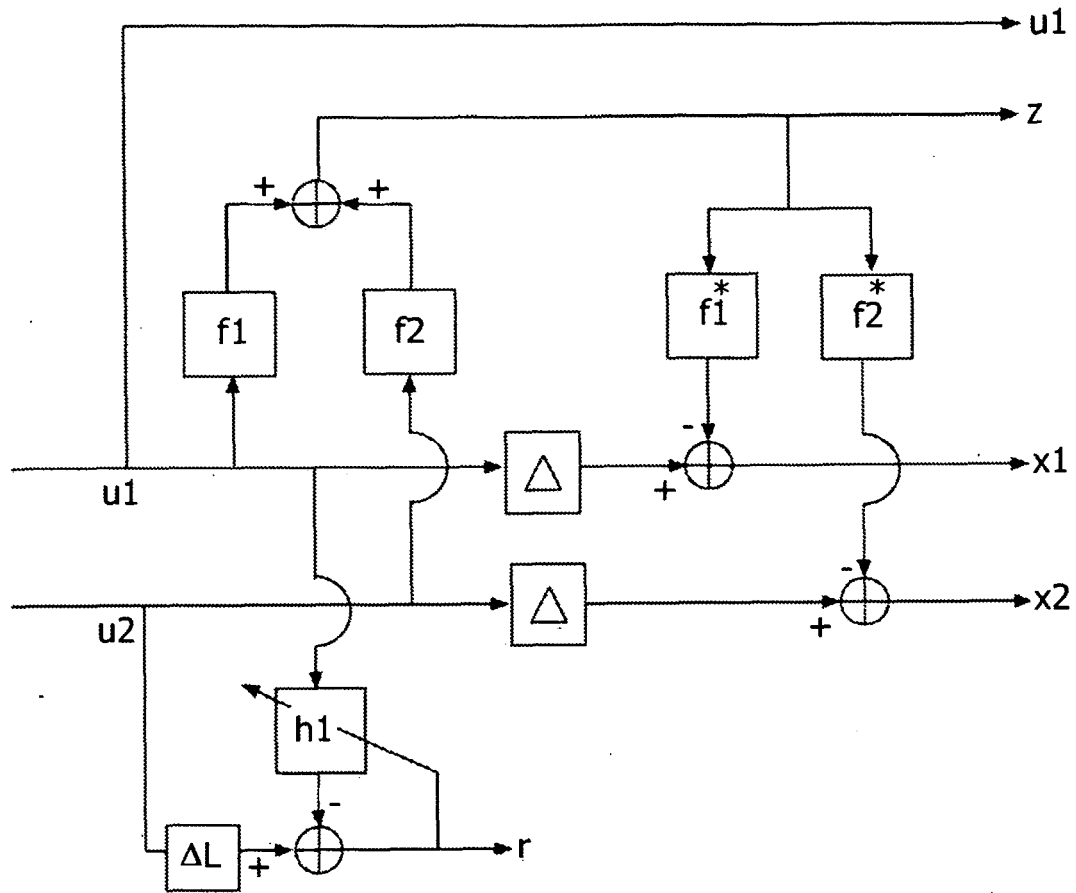 u1
z
+ +
f1 f2 f1* f2*
- 
u1 △ + x1
-
u2 △ + x2
h1
-
ΔL + r